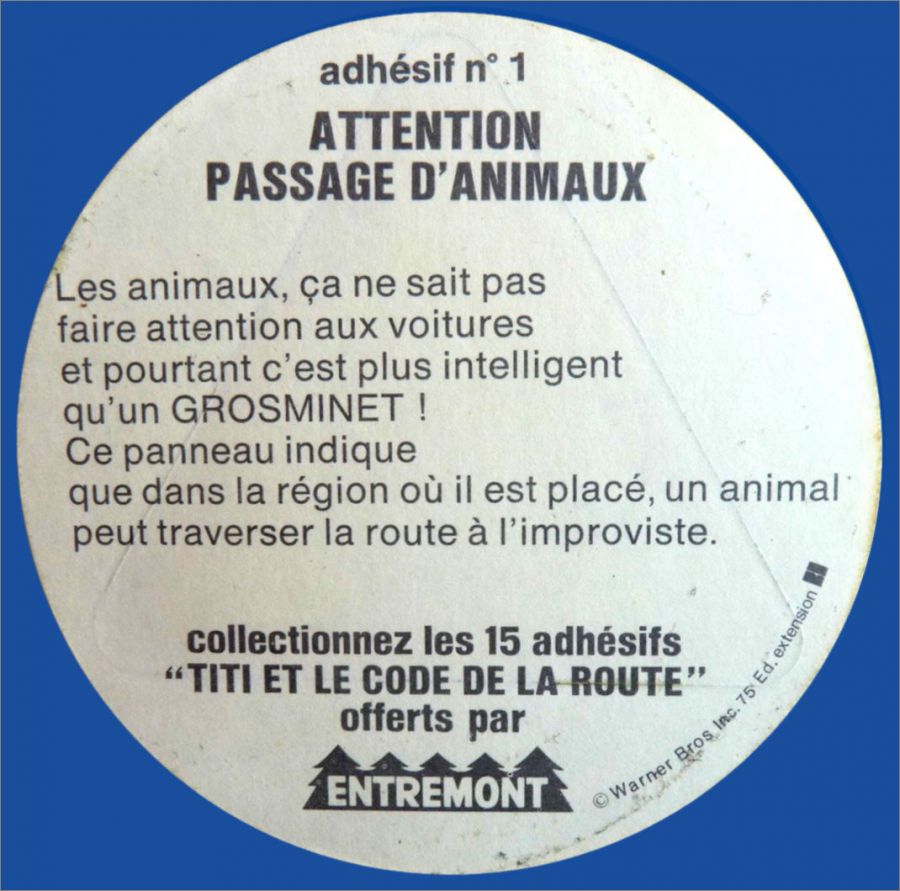 adhésif n° 1
ATTENTION
PASSAGE D'ANIMAUX
Les animaux, ça ne sait pas
faire attention aux voitures
et pourtant c'est plus intelligent
qu'un GROSMINET !
Ce panneau indique
que dans la région où il est placé, un animal
peut traverser la route à l'improviste.
collectionnez les 15 adhésifs
“TITI ET LE CODE DE LA ROUTE”
offerts par
ENTREMONT
© Warner Bros Inc. 75 Ed. extension